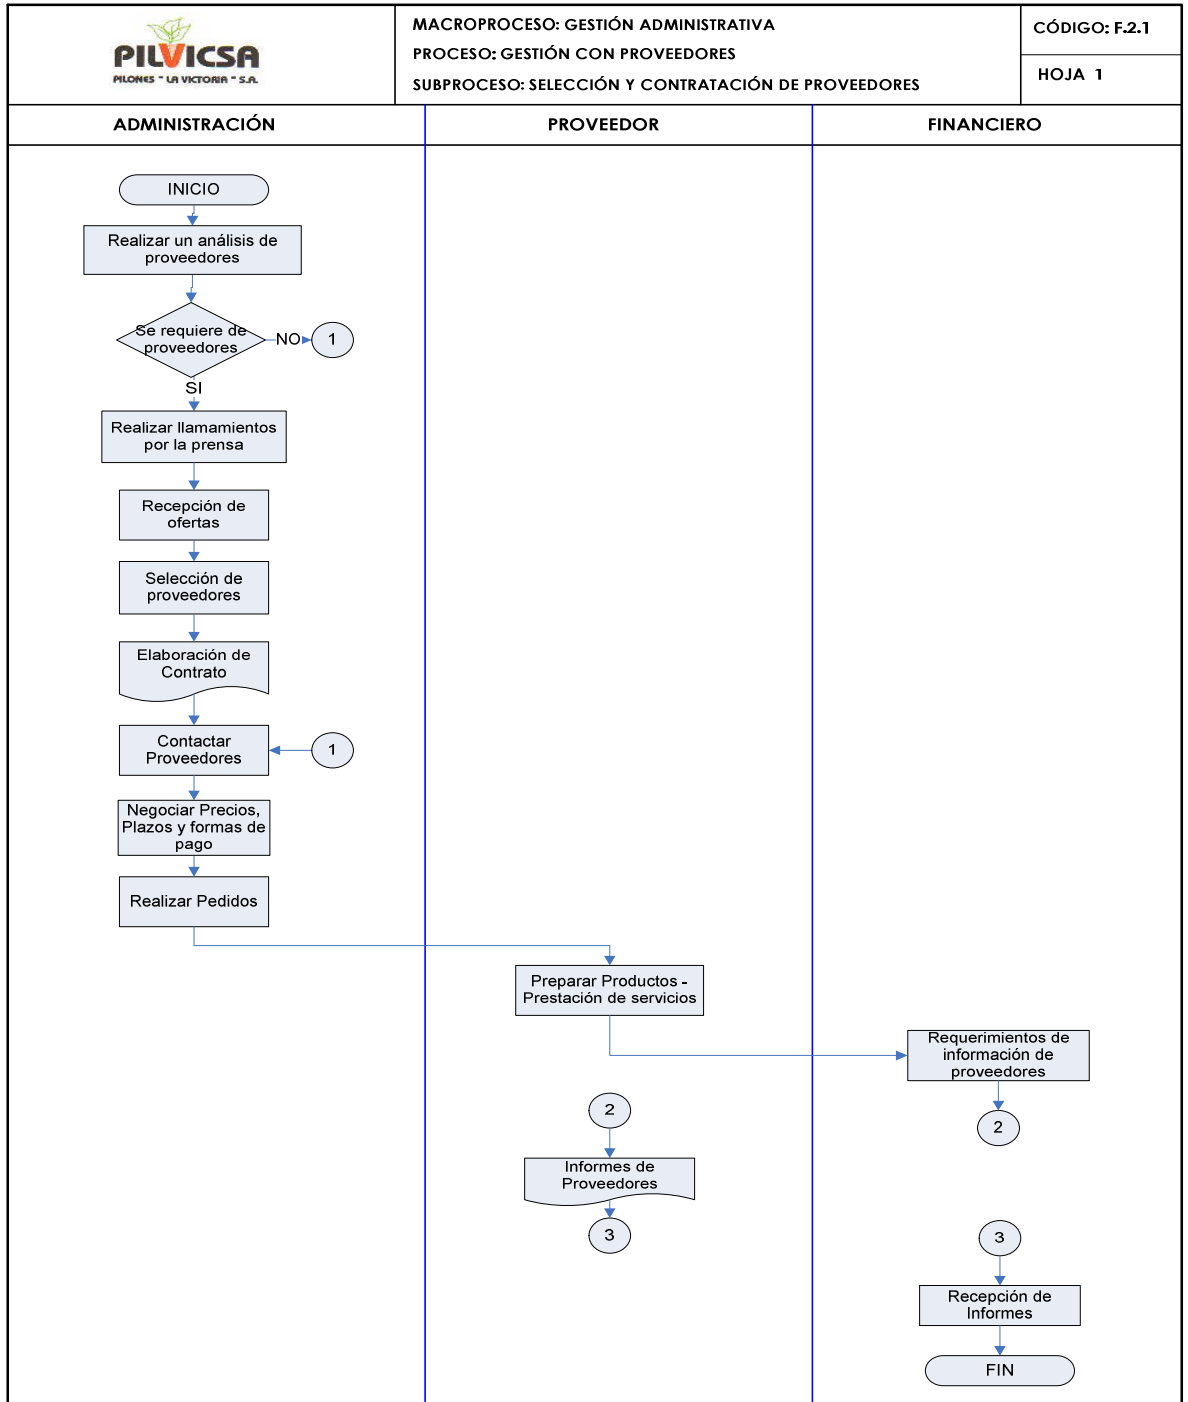 PILVICSA
PILONES "LA VICTORIA" S.A.
MACROPROCESO: GESTIÓN ADMINISTRATIVA
PROCESO: GESTIÓN CON PROVEEDORES
SUBPROCESO: SELECCIÓN Y CONTRATACIÓN DE PROVEEDORES
CÓDIGO: F.2.1
HOJA 1
ADMINISTRACIÓN
PROVEEDOR
FINANCIERO
INICIO
Realizar un análisis de
proveedores
Se requiere de
proveedores
NO
1
SI
Realizar llamamientos
por la prensa
Recepción de
ofertas
Selección de
proveedores
Elaboración de
Contrato
Contactar
Proveedores
1
Negociar Precios,
Plazos y formas de
pago
Realizar Pedidos
Preparar Productos -
Prestación de servicios
Requerimientos de
información de
proveedores
2
2
Informes de
Proveedores
3
3
Recepción de
Informes
FIN